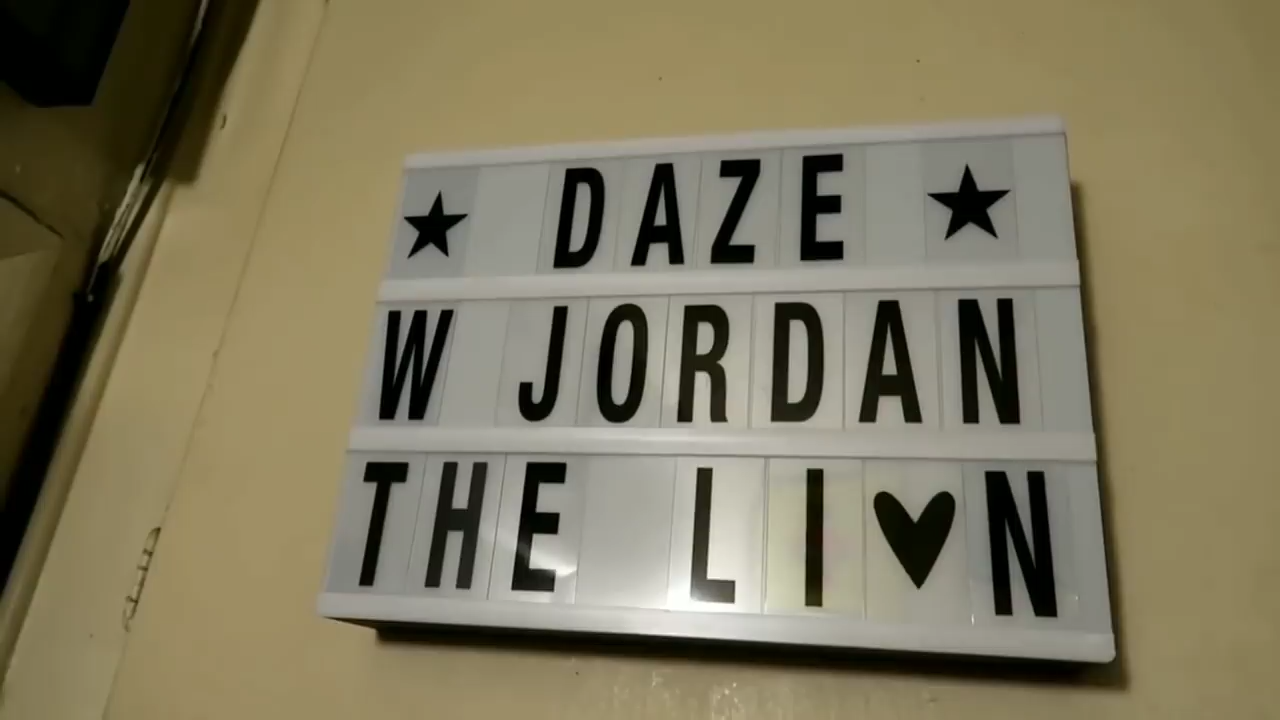 ★ DAZE ★
W JORDAN
THE LI♥N